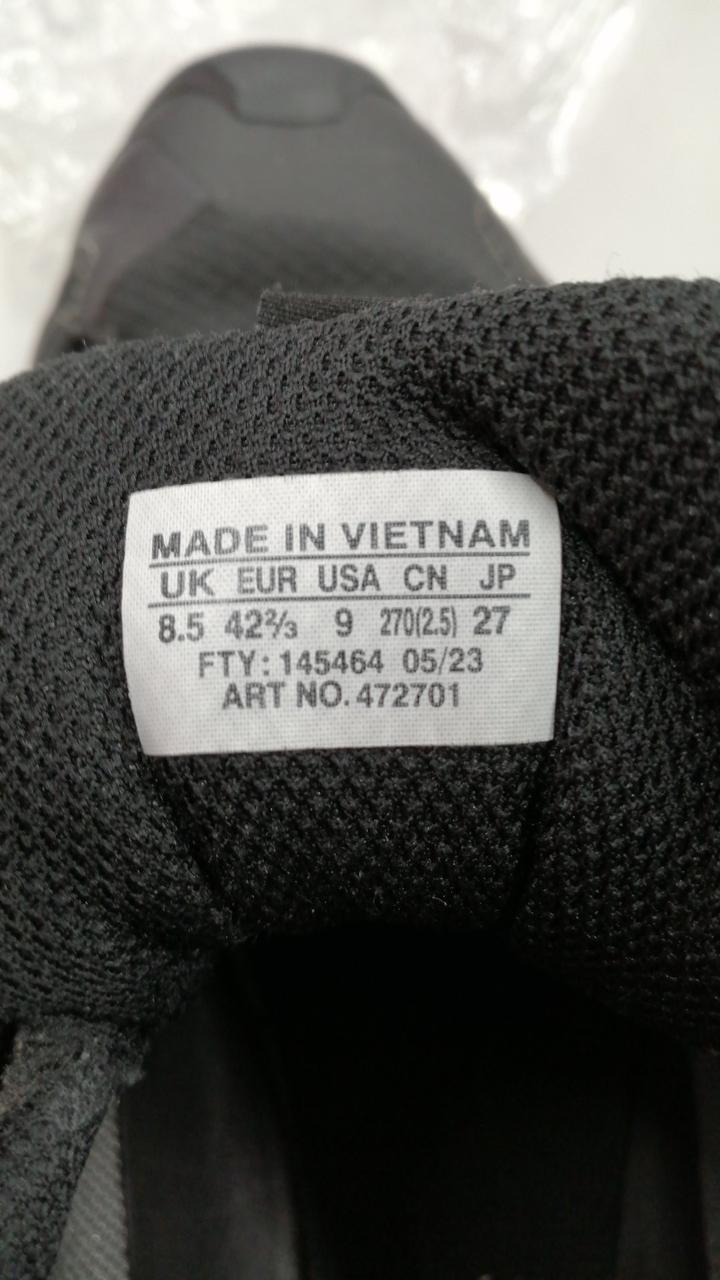 MADE IN VIETNAM
UK EUR USA CN JP
8.5 42⅔ 9 270(2.5) 27
FTY: 145464 05/23
ART NO. 472701